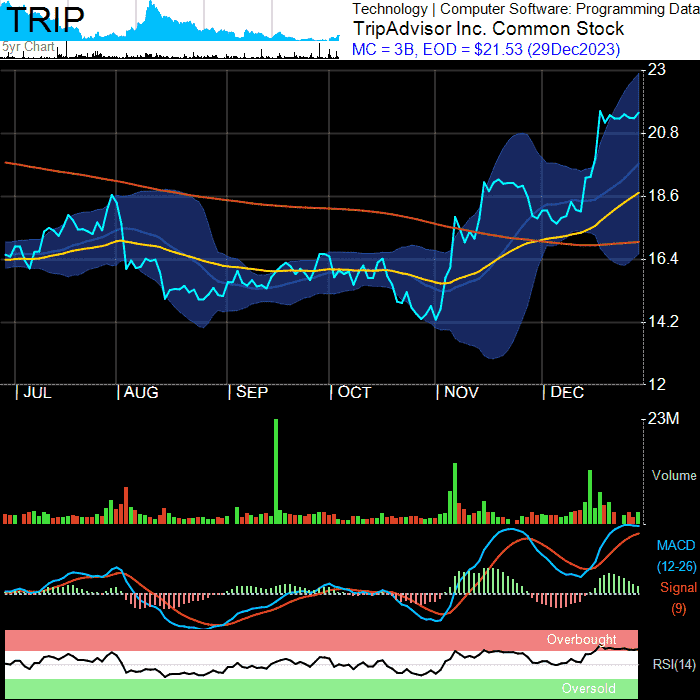 TRIP
5yr Chart
Technology | Computer Software: Programming Data
TripAdvisor Inc. Common Stock
MC = 3B, EOD = $21.53 (29Dec2023)
23
20.8
18.6
16.4
14.2
12
JUL AUG SEP OCT NOV DEC
23M
Volume
MACD
(12-26)
Signal
(9)
Overbought
RSI(14)
Oversold